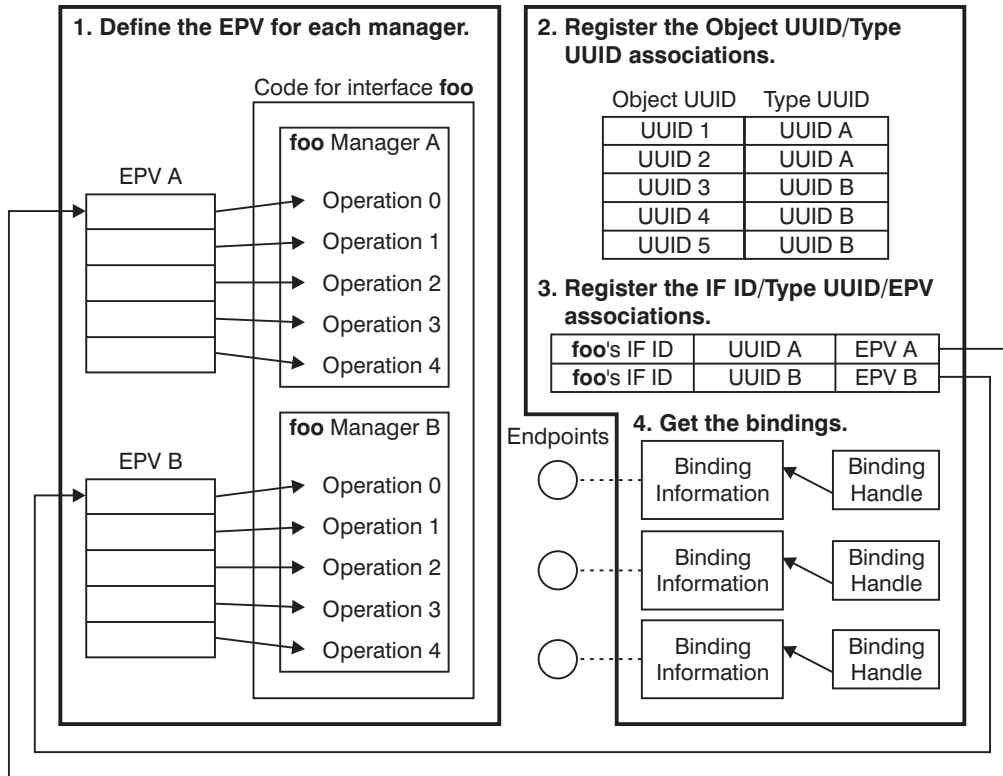 1. Define the EPV for each manager.
Code for interface foo
foo Manager A
EPV A
Operation 0
Operation 1
Operation 2
Operation 3
Operation 4
foo Manager B
EPV B
Operation 0
Operation 1
Operation 2
Operation 3
Operation 4
2. Register the Object UUID/Type
UUID associations.
Object UUID Type UUID
UUID 1 UUID A
UUID 2 UUID A
UUID 3 UUID B
UUID 4 UUID B
UUID 5 UUID B
3. Register the IF ID/Type UUID/EPV
associations.
foo's IF ID UUID A EPV A
foo's IF ID UUID B EPV B
4. Get the bindings.
Endpoints
Binding
Information
Binding
Handle
Binding
Information
Binding
Handle
Binding
Information
Binding
Handle